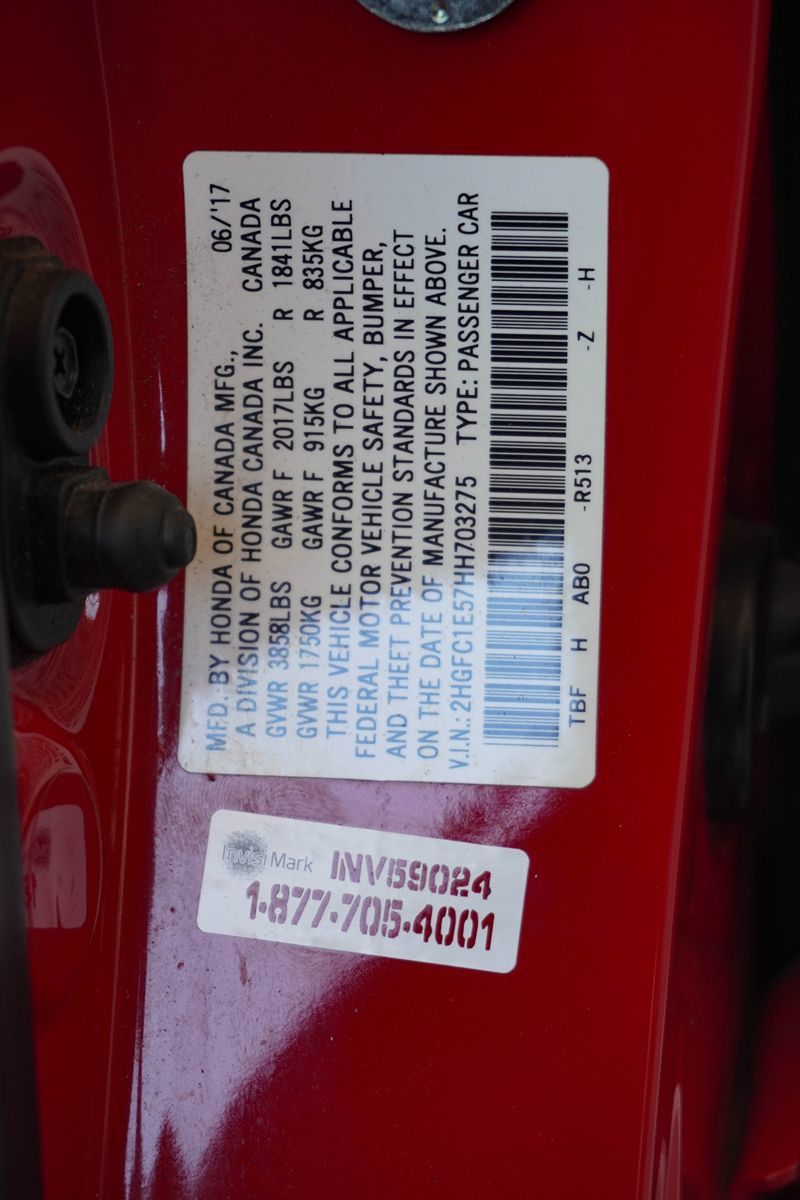 MFD. BY HONDA OF CANADA MFG., 06/'17
A DIVISION OF HONDA CANADA INC. CANADA
GVWR 3858LBS GAWR F 2017LBS R 1841LBS
GVWR 1750KG GAWR F 915KG R 835KG
THIS VEHICLE CONFORMS TO ALL APPLICABLE
FEDERAL MOTOR VEHICLE SAFETY, BUMPER,
AND THEFT PREVENTION STANDARDS IN EFFECT
ON THE DATE OF MANUFACTURE SHOWN ABOVE.
V.I.N.: 2HGFC1E57HH703275 TYPE: PASSENGER CAR
TBF H AB0 -R513 -Z -H
InvisiMark INV59024
1-877-705-4001